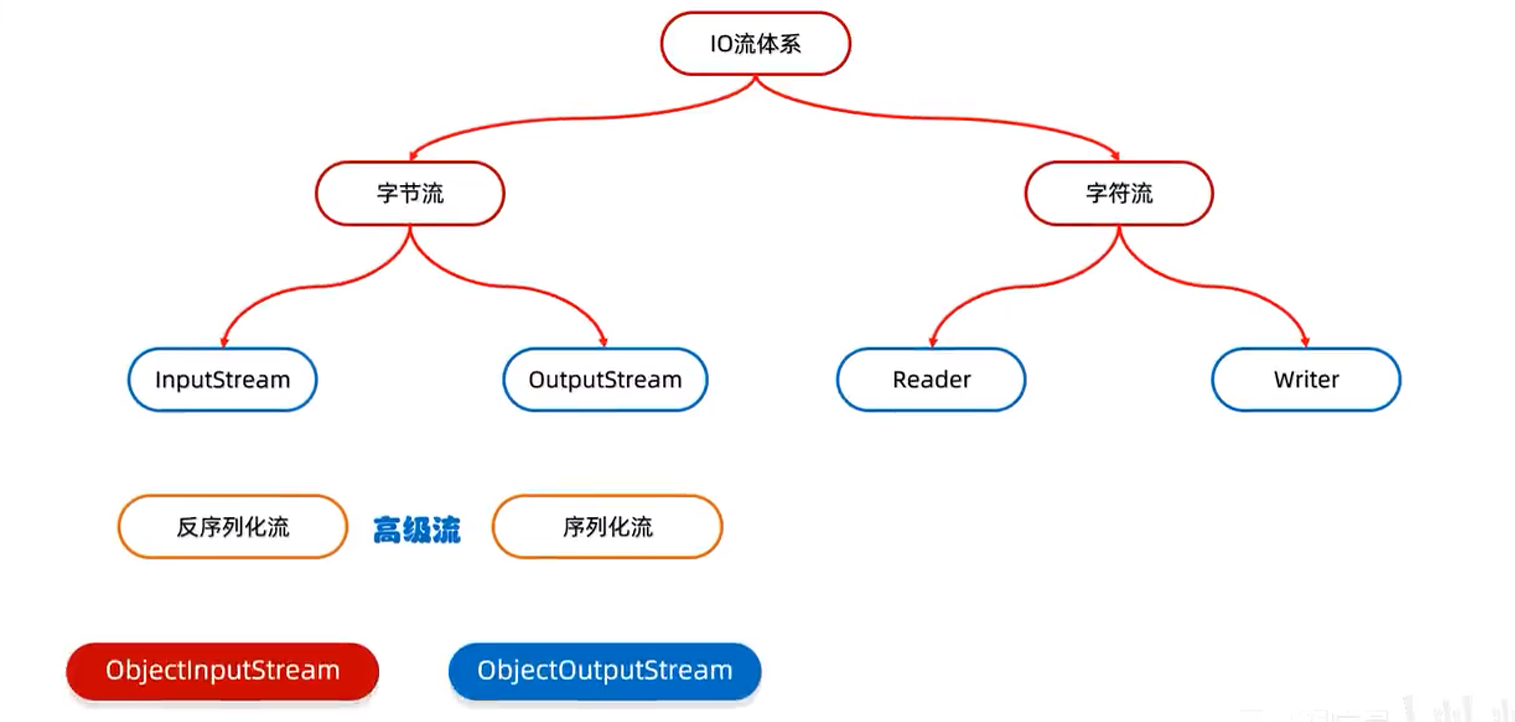 IO流体系
字节流
字符流
InputStream
OutputStream
Reader
Writer
反序列化流
高级流
序列化流
ObjectInputStream
ObjectOutputStream